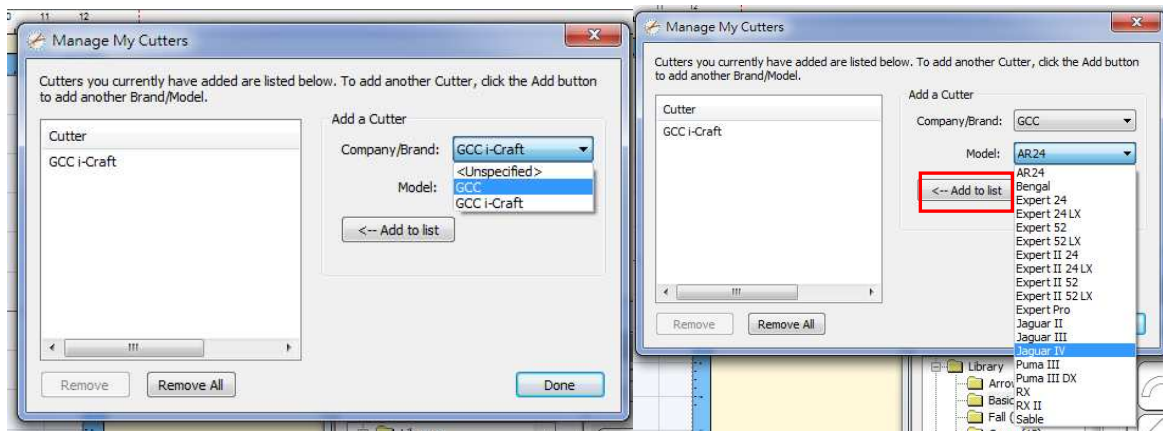 11 12
Manage My Cutters
Cutters you currently have added are listed below. To add another Cutter, click the Add button
to add another Brand/Model.
Cutter
GCC i-Craft
Add a Cutter
Company/Brand: GCC i-Craft
<Unspecified>
GCC
GCC i-Craft
Model:
<-- Add to list
Remove
Remove All
Done
11 12
Manage My Cutters
Cutters you currently have added are listed below. To add another Cutter, click the Add button
to add another Brand/Model.
Cutter
GCC i-Craft
Add a Cutter
Company/Brand: GCC
Model: AR24
<-- Add to list
AR24
Bengal
Expert 24
Expert 24 LX
Expert 52
Expert 52 LX
Expert II 24
Expert II 24 LX
Expert II 52
Expert II 52 LX
Expert Pro
Jaguar II
Jaguar III
Jaguar IV
Puma III
Puma III DX
RX
RX II
Sable
Remove
Remove All
Library
Basic
Fall (